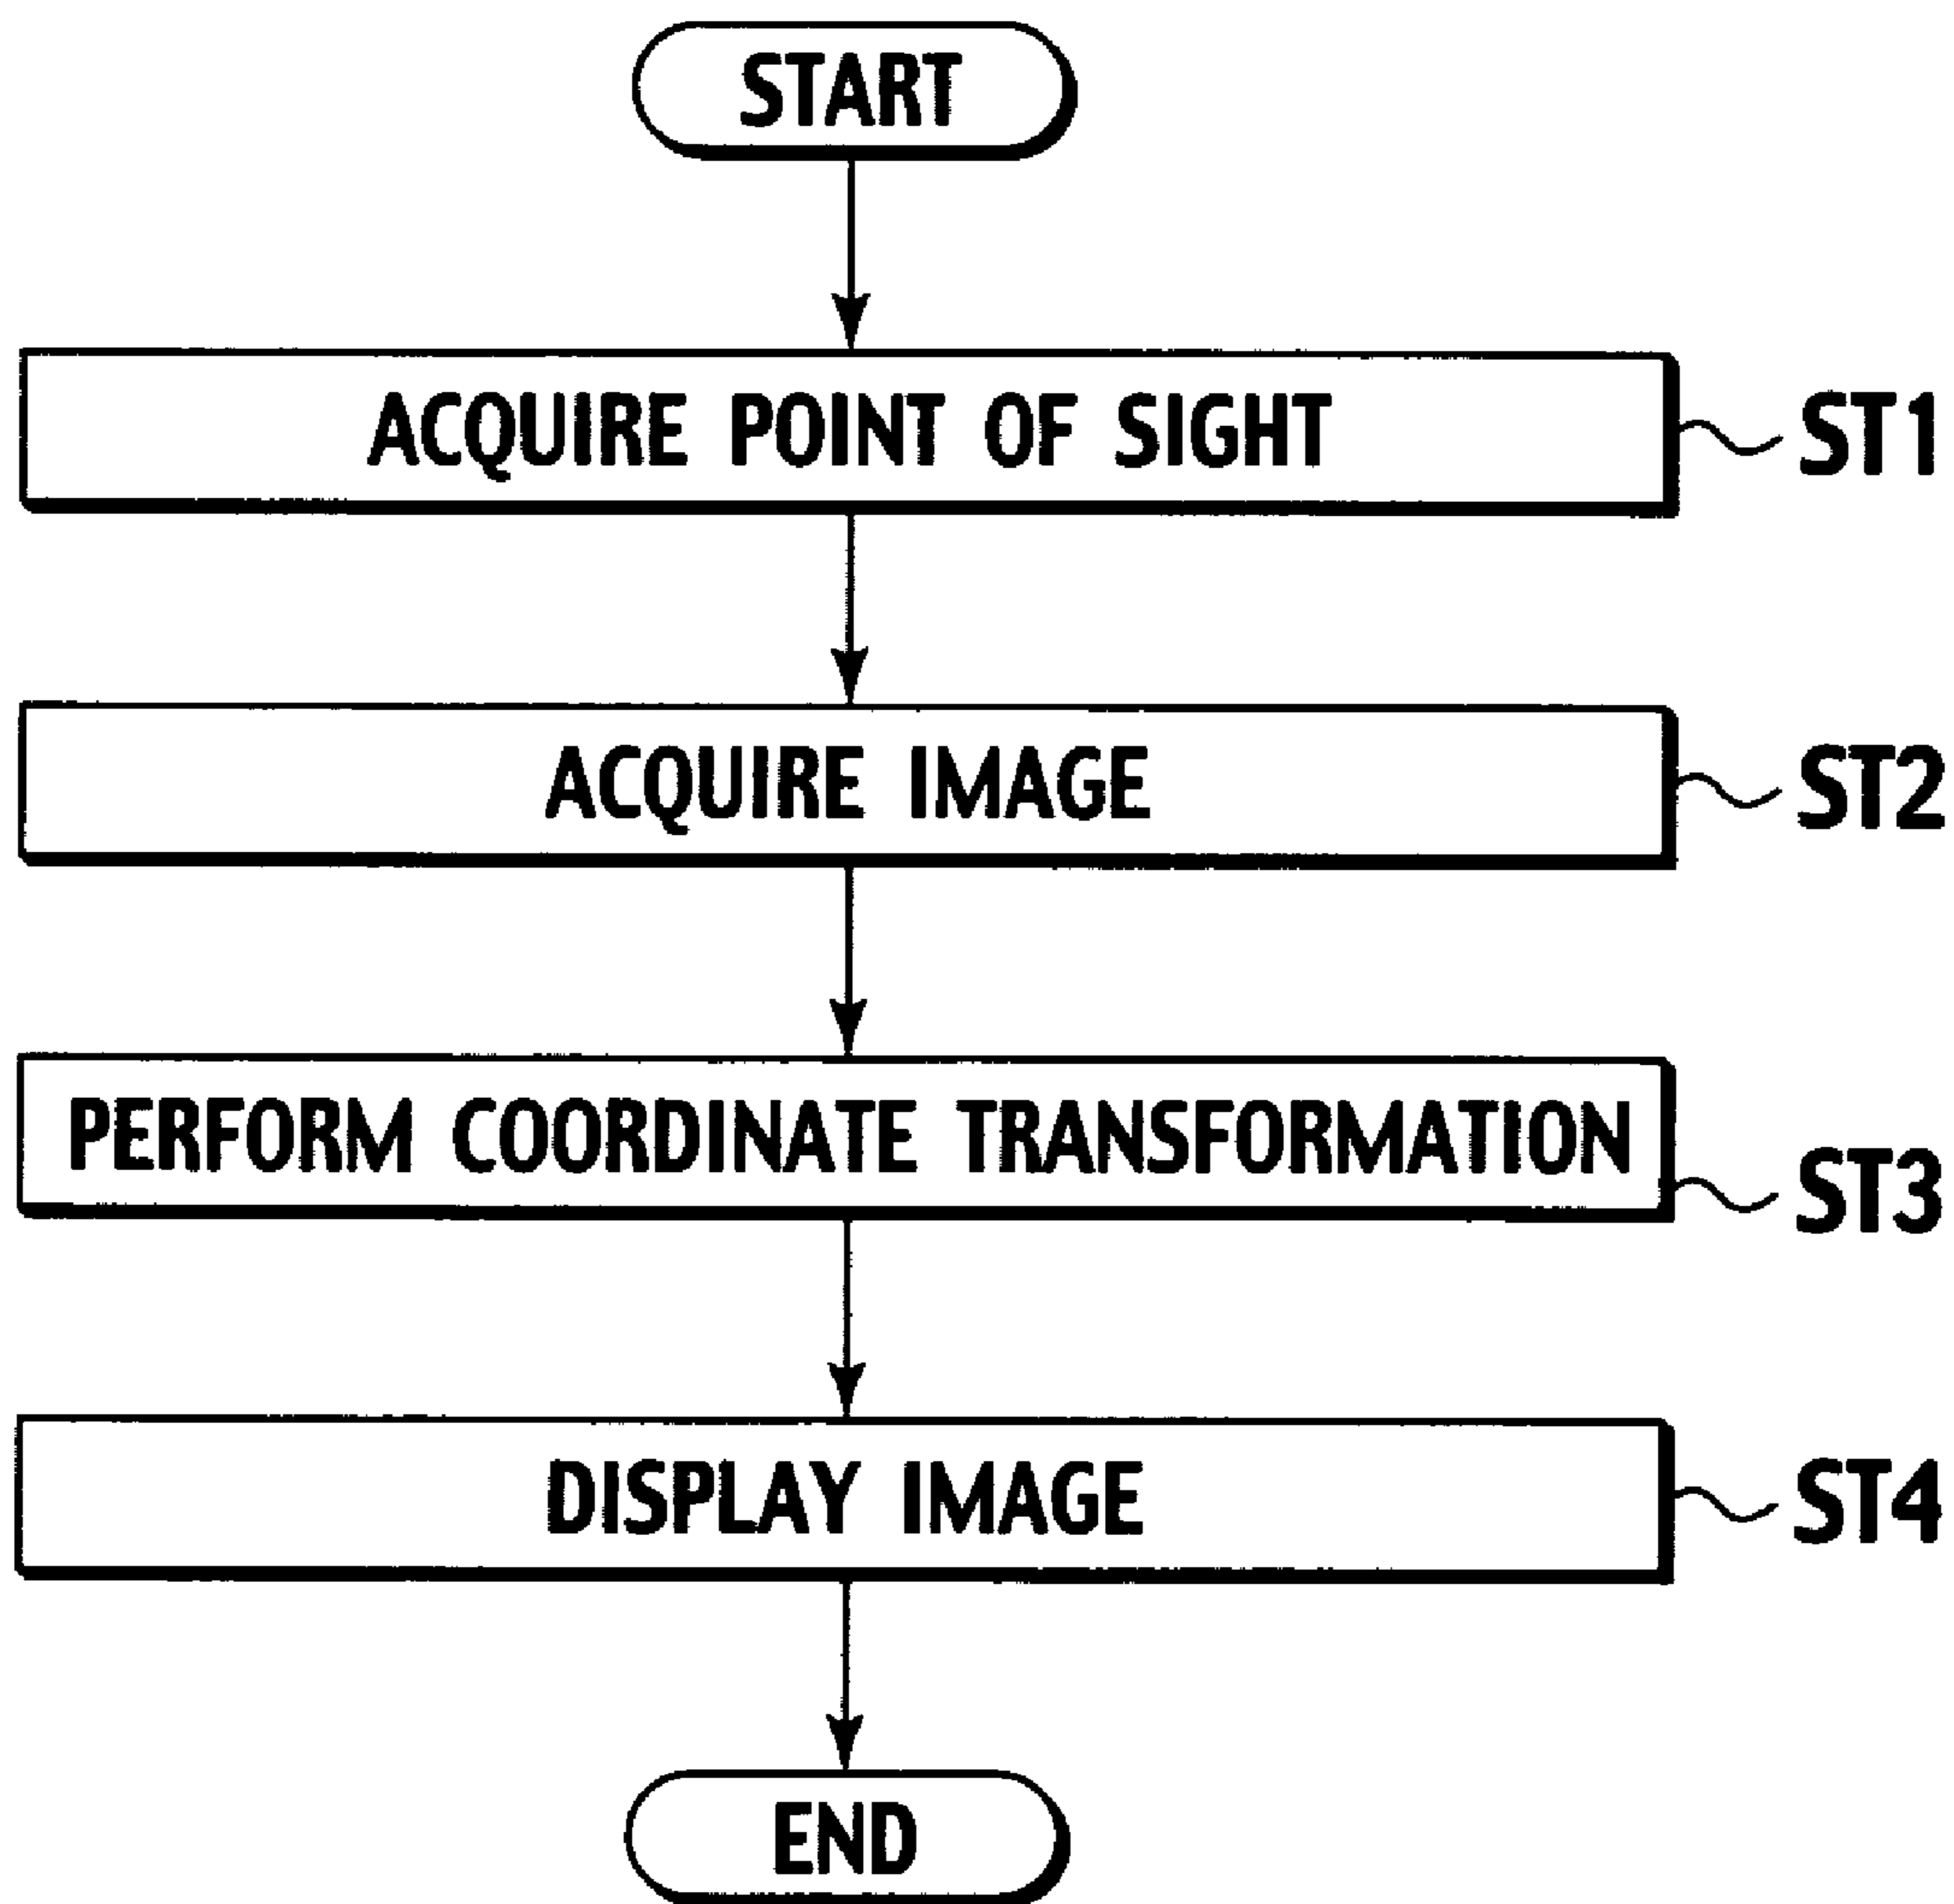 START
ACQUIRE POINT OF SIGHT
ST1
ACQUIRE IMAGE
ST2
PERFORM COORDINATE TRANSFORMATION
ST3
DISPLAY IMAGE
ST4
END